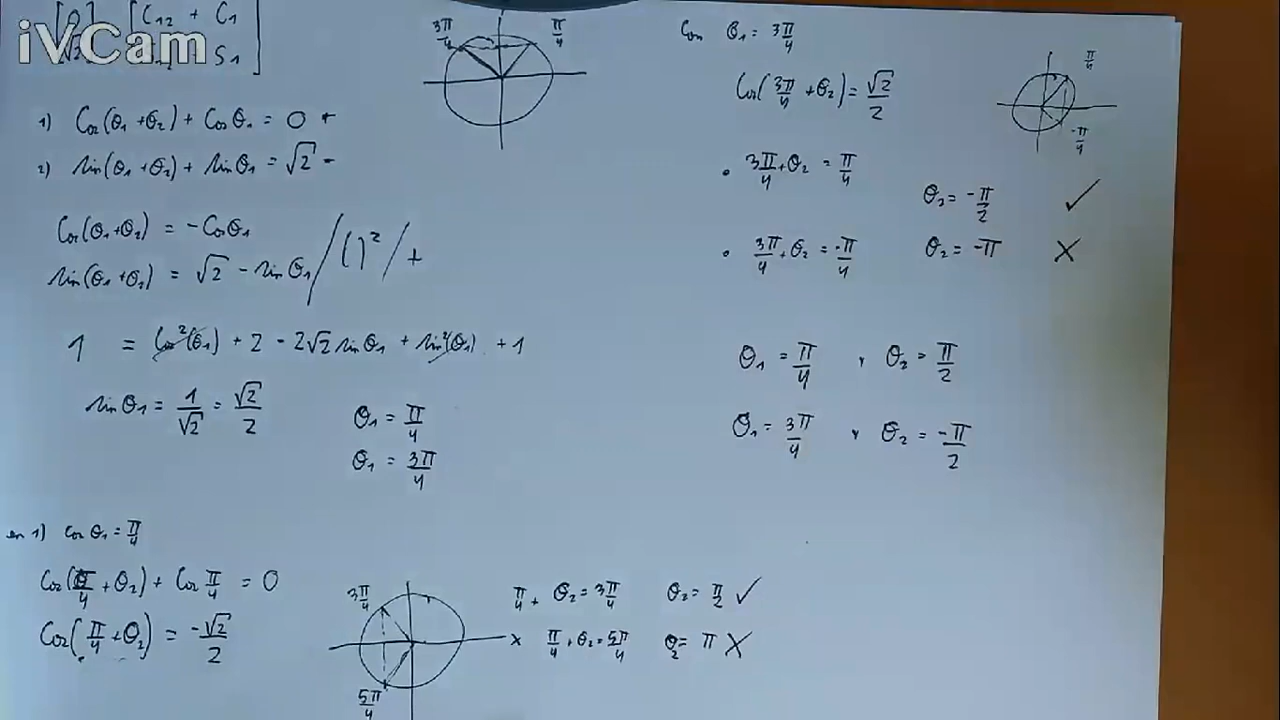 iVCam
C₁₂ + C₁
S₁
1) Cos(θ₁ + θ₂) + Cos θ₁ = 0 +
2) sin(θ₁ + θ₂) + sin θ₁ = √2 -
Cos(θ₁+θ₂) = -Cosθ₁
sin(θ₁+θ₂) = √2 - sin θ₁ / ( )² / +
1 = Cos²(θ₁) + 2 - 2√2 sin θ₁ + sin²(θ₁) + 1
sin θ₁ = 1/√2 = √2/2
θ₁ = π/4
θ₁ = 3π/4
en 1) cos θ₁ = π/4
Cos(π/4 + θ₂) + Cos π/4 = 0
Cos(π/4 + θ₂) = -√2/2
3π/4
π/4
3π/4
5π/4
π/4 + θ₂ = 3π/4 θ₂ = π/2 ✓
x π/4 + θ₂ = 5π/4 θ₂ = π X
Con θ₁ = 3π/4
Cos(3π/4 + θ₂) = √2/2
π/4
-π/4
• 3π/4 + θ₂ = π/4 θ₂ = -π/2 ✓
• 3π/4 + θ₂ = -π/4 θ₂ = -π X
θ₁ = π/4 , θ₂ = π/2
θ₁ = 3π/4 y θ₂ = -π/2